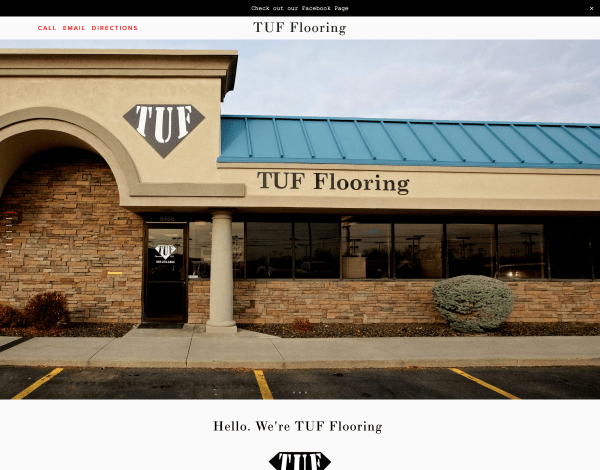 Check out our Facebook Page
×
CALL EMAIL DIRECTIONS
TUF Flooring
TUF
TUF Flooring
TUF
Hello. We're TUF Flooring
TUF